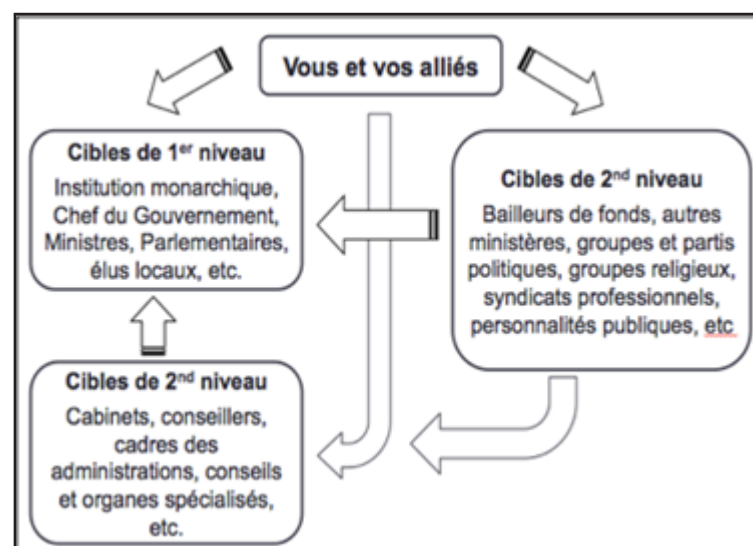 Vous et vos alliés
Cibles de 1er niveau
Institution monarchique,
Chef du Gouvernement,
Ministres, Parlementaires,
élus locaux, etc.
Cibles de 2nd niveau
Bailleurs de fonds, autres
ministères, groupes et partis
politiques, groupes religieux,
syndicats professionnels,
personnalités publiques, etc
Cibles de 2nd niveau
Cabinets, conseillers,
cadres des
administrations, conseils
et organes spécialisés,
etc.